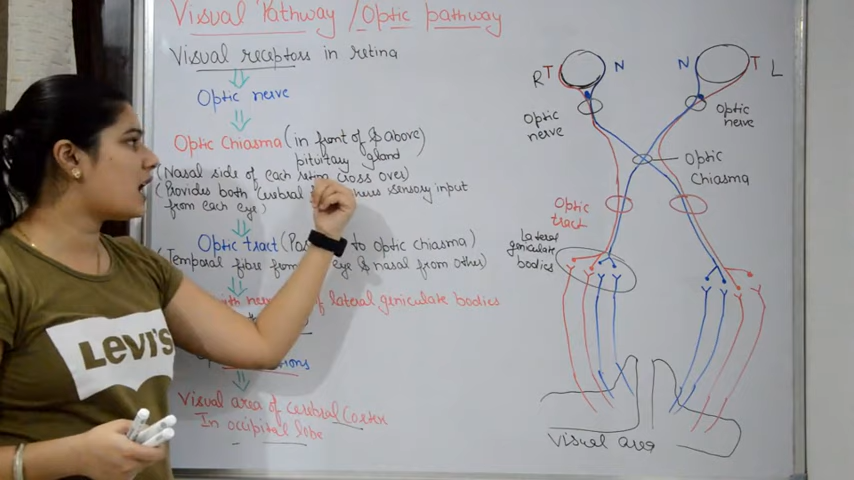 Visual Pathway / Optic pathway
Visual receptors in retina
Optic nerve
Optic Chiasma (in front of & above)
pituitary gland
(Nasal side of each retina cross over)
(Provides both Cerebral sensory input
from each eye)
Optic tract ( to optic chiasma)
(Temporal fibre from eye & nasal from other)
of lateral geniculate bodies
Visual area of cerebral Cortex
In occipital lobe
R T N
N T L
Optic
nerve
Optic
nerve
Optic
Chiasma
Optic
tract
Lateral
geniculate
bodies
Visual area
LEVI'S